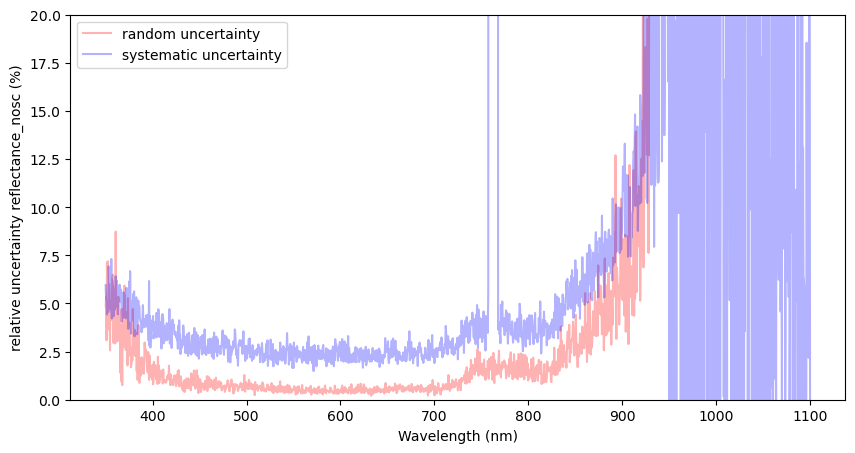 random uncertainty
systematic uncertainty
relative uncertainty reflectance_nosc (%)
20.0
17.5
15.0
12.5
10.0
7.5
5.0
2.5
0.0
400 500 600 700 800 900 1000 1100
Wavelength (nm)